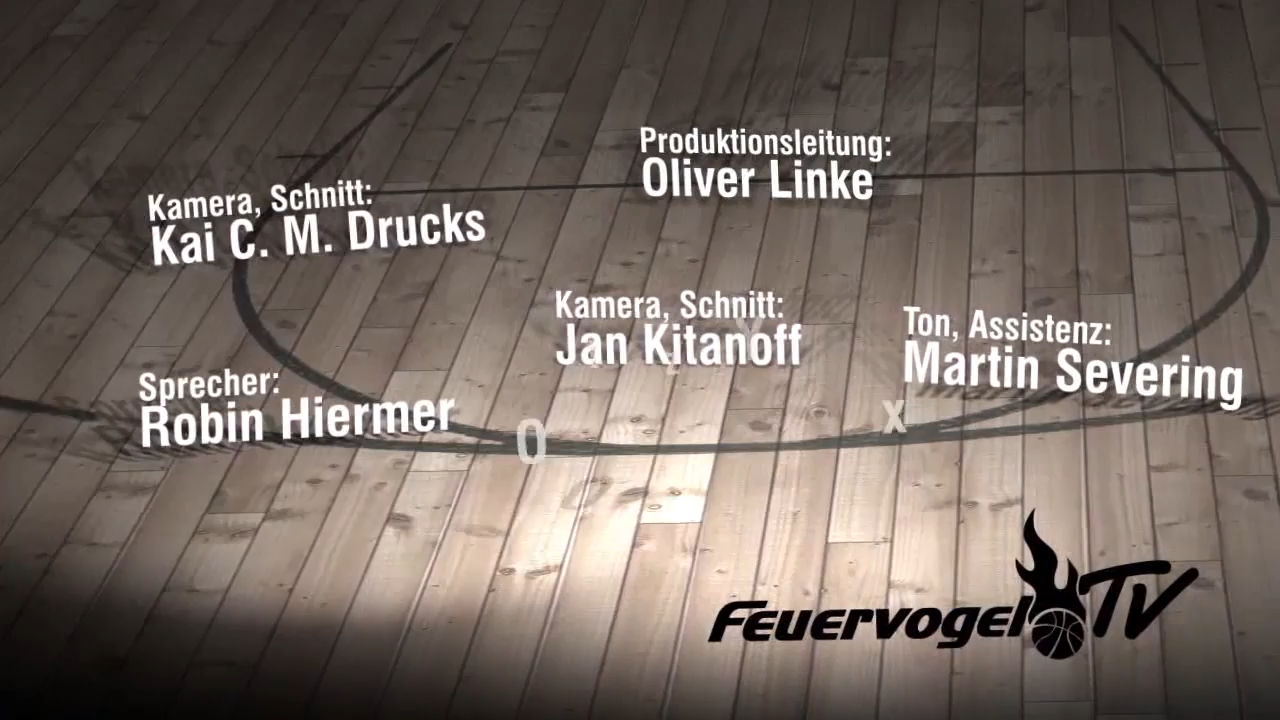 Produktionsleitung:
Oliver Linke
Kamera, Schnitt:
Kai C. M. Drucks
Kamera, Schnitt:
Jan Kitanoff
Ton, Assistenz:
Martin Severing
Sprecher:
Robin Hiermer
O
X
Feuervogel TV